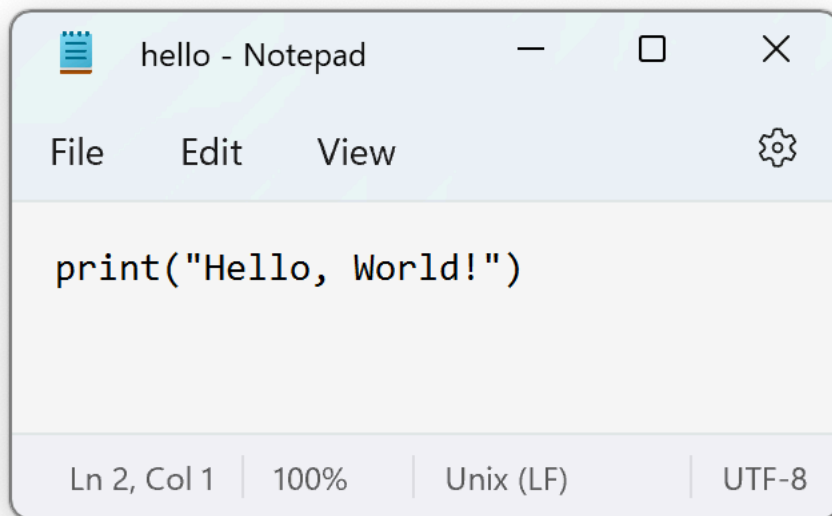 hello - Notepad
File Edit View
print("Hello, World!")
Ln 2, Col 1 100% Unix (LF) UTF-8